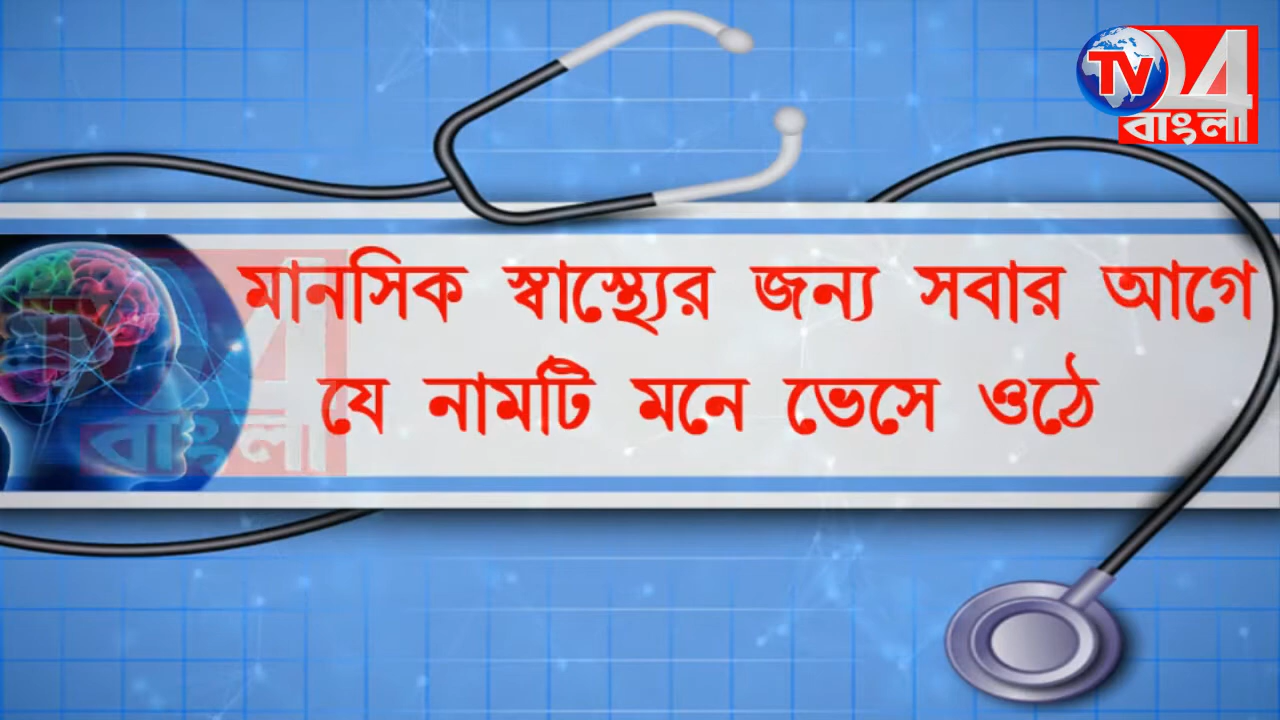 TV 24
বাংলা
মানসিক স্বাস্থ্যের জন্য সবার আগে
যে নামটি মনে ভেসে ওঠে
বাংলা